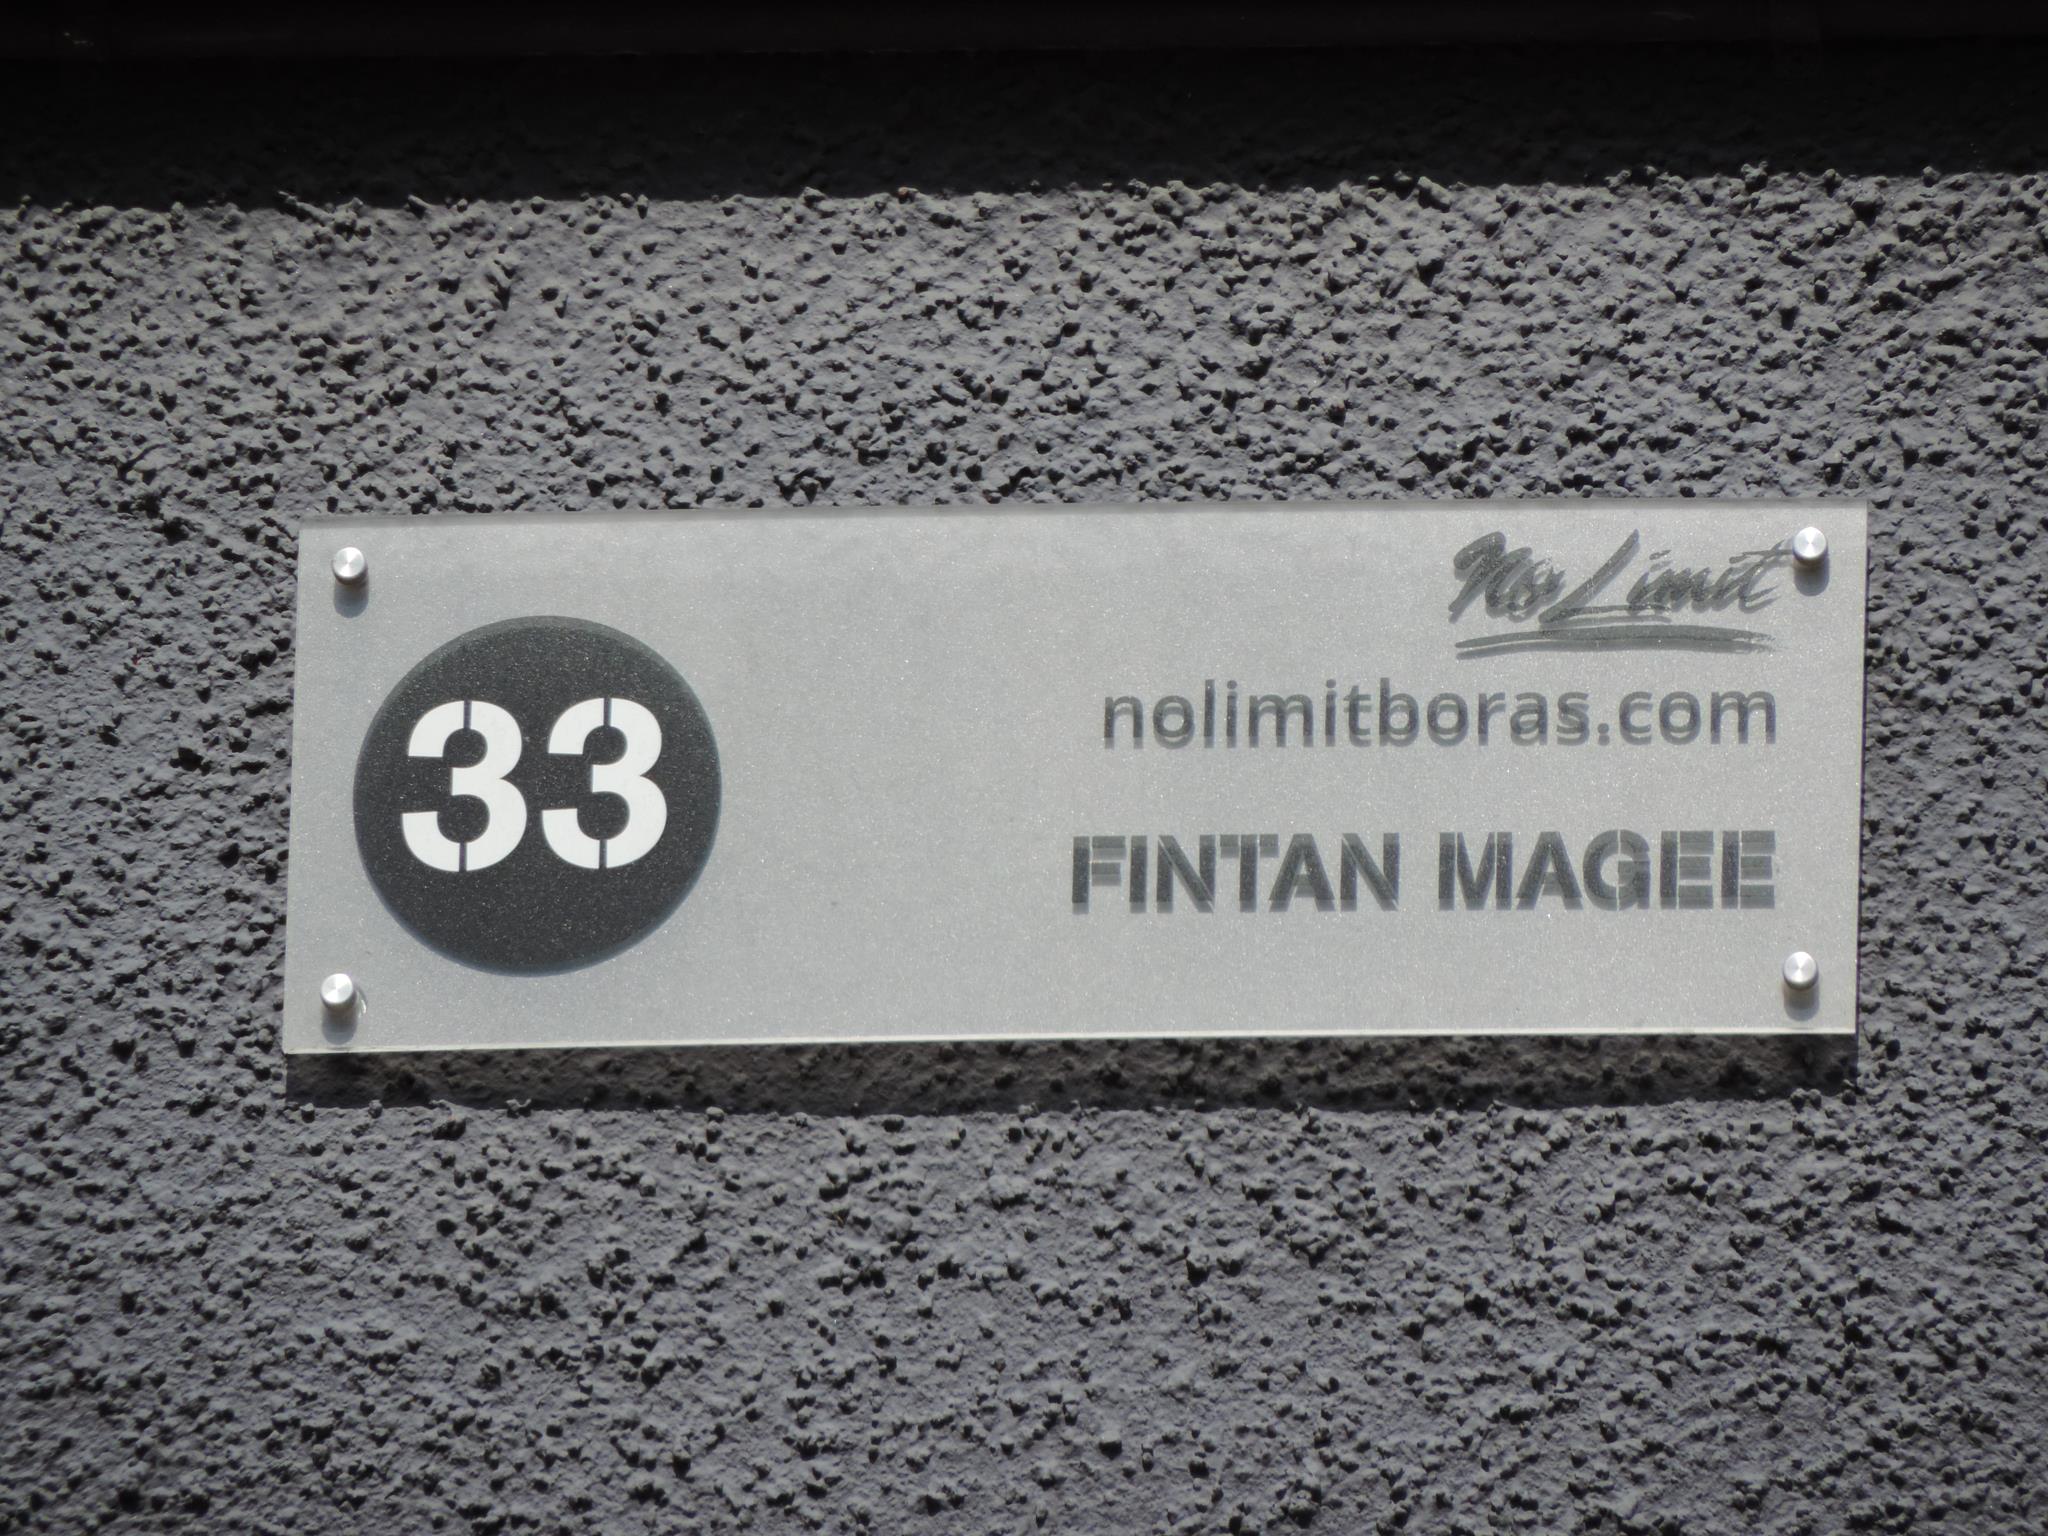 33
No Limit
nolimitboras.com
FINTAN MAGEE